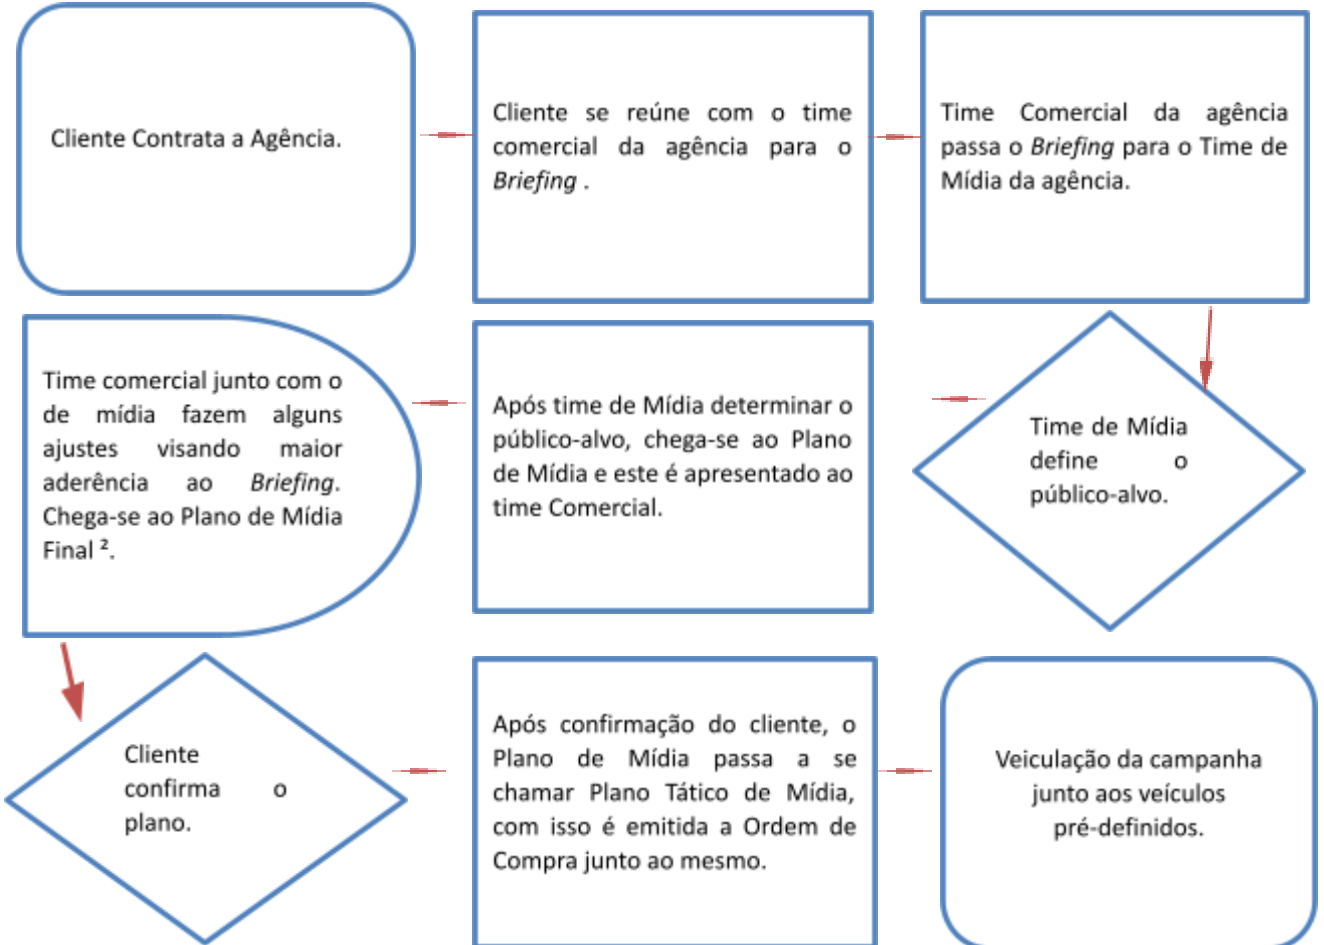 Cliente Contrata a Agência.
Cliente se reúne com o time
comercial da agência para o
Briefing .
Time Comercial da agência
passa o Briefing para o Time de
Mídia da agência.
Time de Mídia
define o
público-alvo.
Após time de Mídia determinar o
público-alvo, chega-se ao Plano
de Mídia e este é apresentado ao
time Comercial.
Time comercial junto com o
de mídia fazem alguns
ajustes visando maior
aderência ao Briefing.
Chega-se ao Plano de Mídia
Final ².
Cliente
confirma o
plano.
Após confirmação do cliente, o
Plano de Mídia passa a se
chamar Plano Tático de Mídia,
com isso é emitida a Ordem de
Compra junto ao mesmo.
Veiculação da campanha
junto aos veículos
pré-definidos.